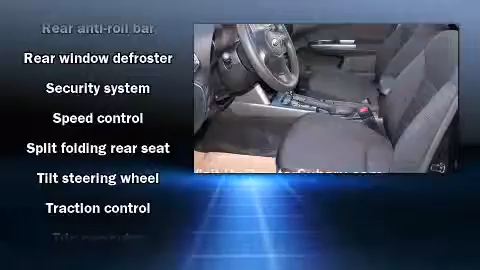 Rear anti-roll bar
Rear window defroster
Security system
Speed control
Split folding rear seat
Tilt steering wheel
Traction control